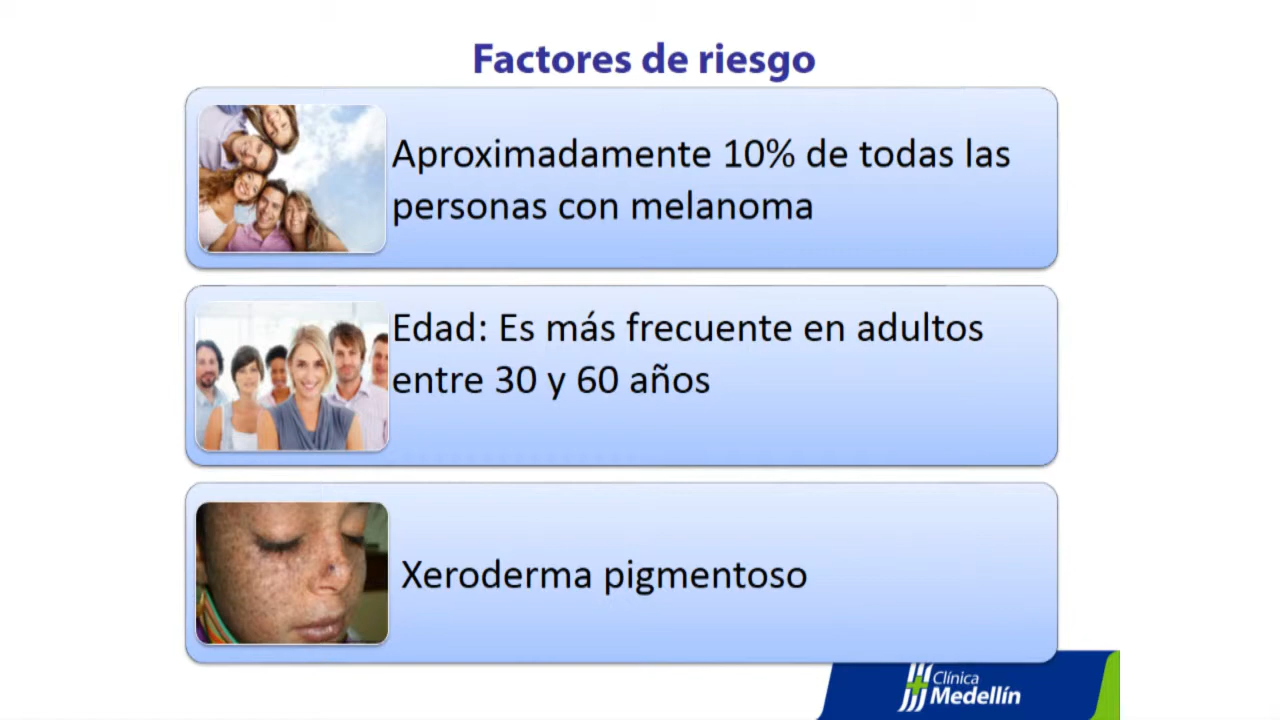 Factores de riesgo
Aproximadamente 10% de todas las
personas con melanoma
Edad: Es más frecuente en adultos
entre 30 y 60 años
Xeroderma pigmentoso
Clínica
Medellín